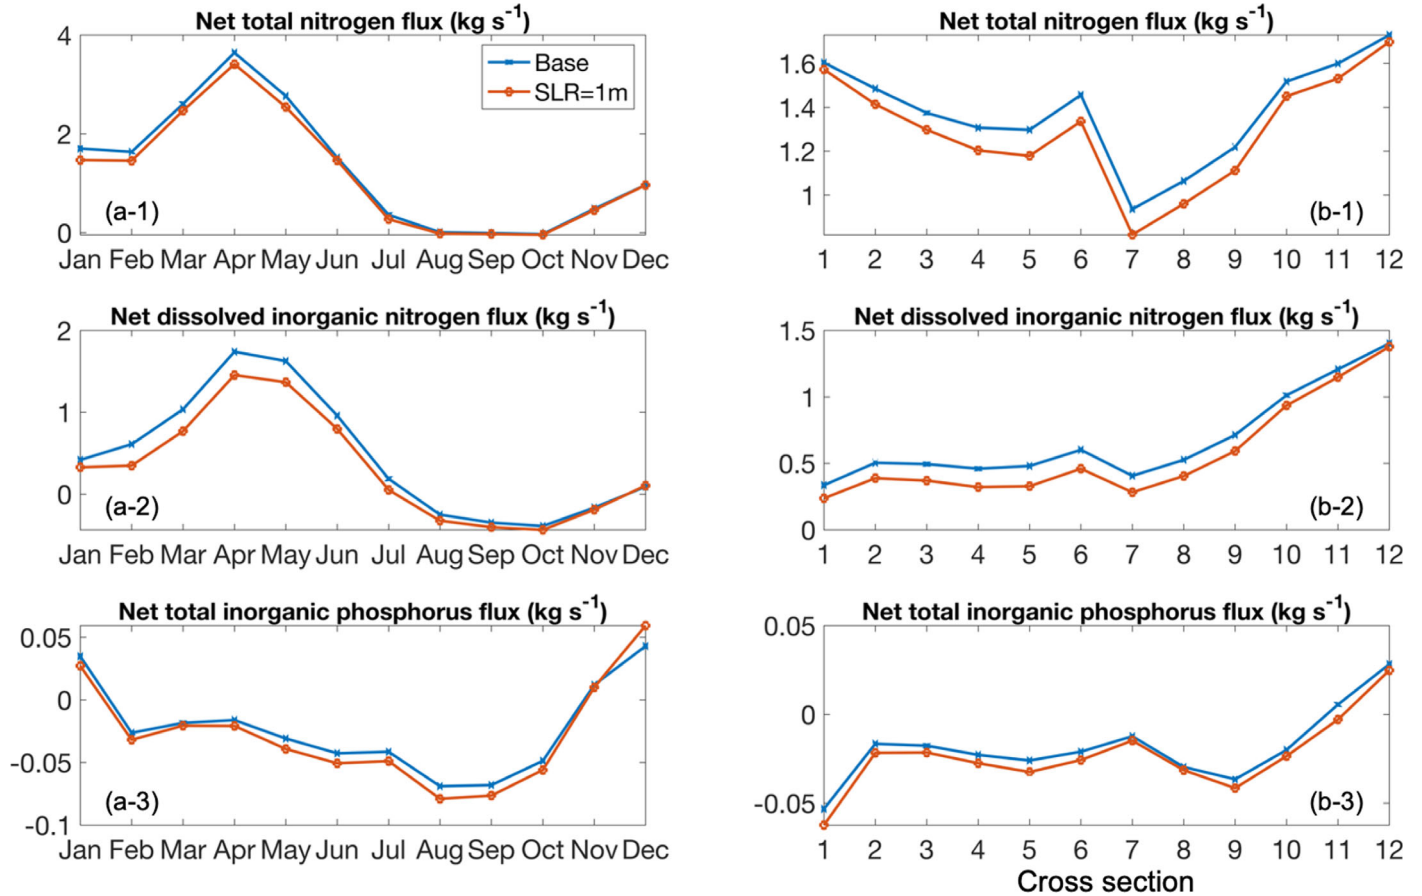 Net total nitrogen flux (kg s⁻¹)
4
2
0
Base
SLR=1m
(a-1)
Jan Feb Mar Apr May Jun Jul Aug Sep Oct Nov Dec
Net total nitrogen flux (kg s⁻¹)
1.6
1.4
1.2
1
(b-1)
1 2 3 4 5 6 7 8 9 10 11 12
Net dissolved inorganic nitrogen flux (kg s⁻¹)
2
1
0
(a-2)
Jan Feb Mar Apr May Jun Jul Aug Sep Oct Nov Dec
Net dissolved inorganic nitrogen flux (kg s⁻¹)
1.5
1
0.5
0
(b-2)
1 2 3 4 5 6 7 8 9 10 11 12
Net total inorganic phosphorus flux (kg s⁻¹)
0.05
0
-0.05
-0.1
(a-3)
Jan Feb Mar Apr May Jun Jul Aug Sep Oct Nov Dec
Net total inorganic phosphorus flux (kg s⁻¹)
0.05
0
-0.05
(b-3)
1 2 3 4 5 6 7 8 9 10 11 12
Cross section